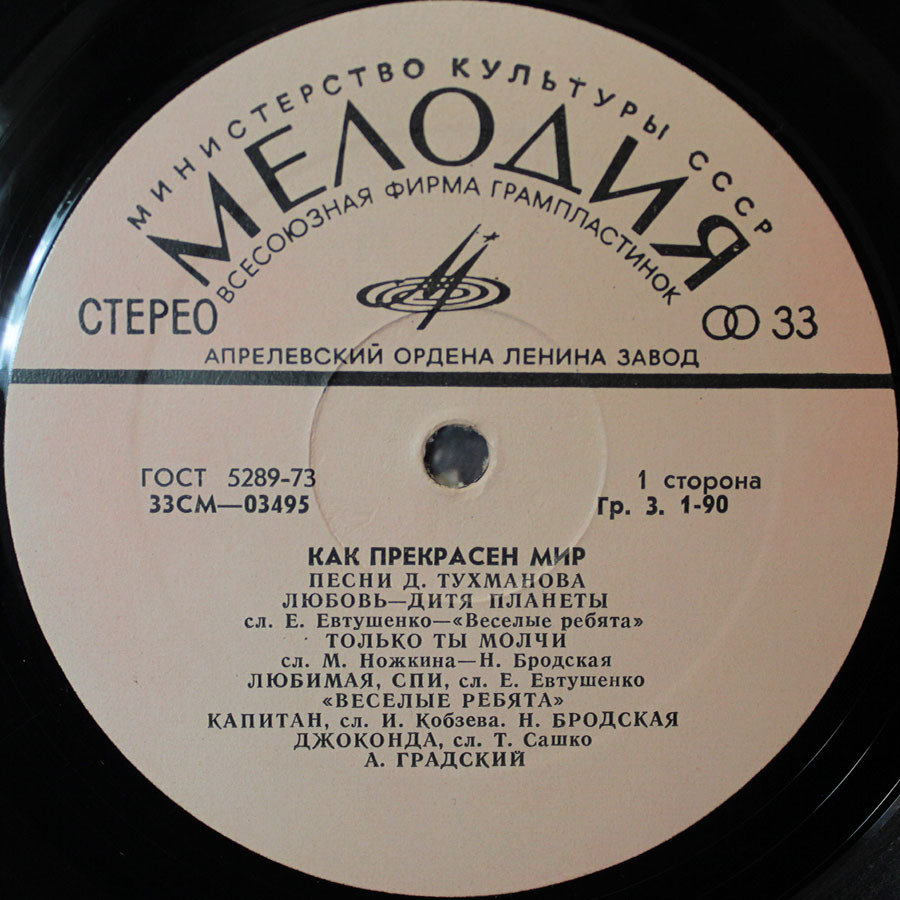 МИНИСТЕРСТВО КУЛЬТУРЫ СССР
МЕЛОДИЯ
ВСЕСОЮЗНАЯ ФИРМА ГРАМПЛАСТИНОК
СТЕРЕО
33
АПРЕЛЕВСКИЙ ОРДЕНА ЛЕНИНА ЗАВОД
ГОСТ 5289-73
33СМ—03495
1 сторона
Гр. 3. 1-90
КАК ПРЕКРАСЕН МИР
ПЕСНИ Д. ТУХМАНОВА
ЛЮБОВЬ—ДИТЯ ПЛАНЕТЫ
сл. Е. Евтушенко—«Веселые ребята»
ТОЛЬКО ТЫ МОЛЧИ
сл. М. Ножкина—Н. Бродская
ЛЮБИМАЯ, СПИ, сл. Е. Евтушенко
«ВЕСЕЛЫЕ РЕБЯТА»
КАПИТАН, сл. И. Кобзева. Н. БРОДСКАЯ
ДЖОКОНДА, сл. Т. Сашко
А. ГРАДСКИЙ